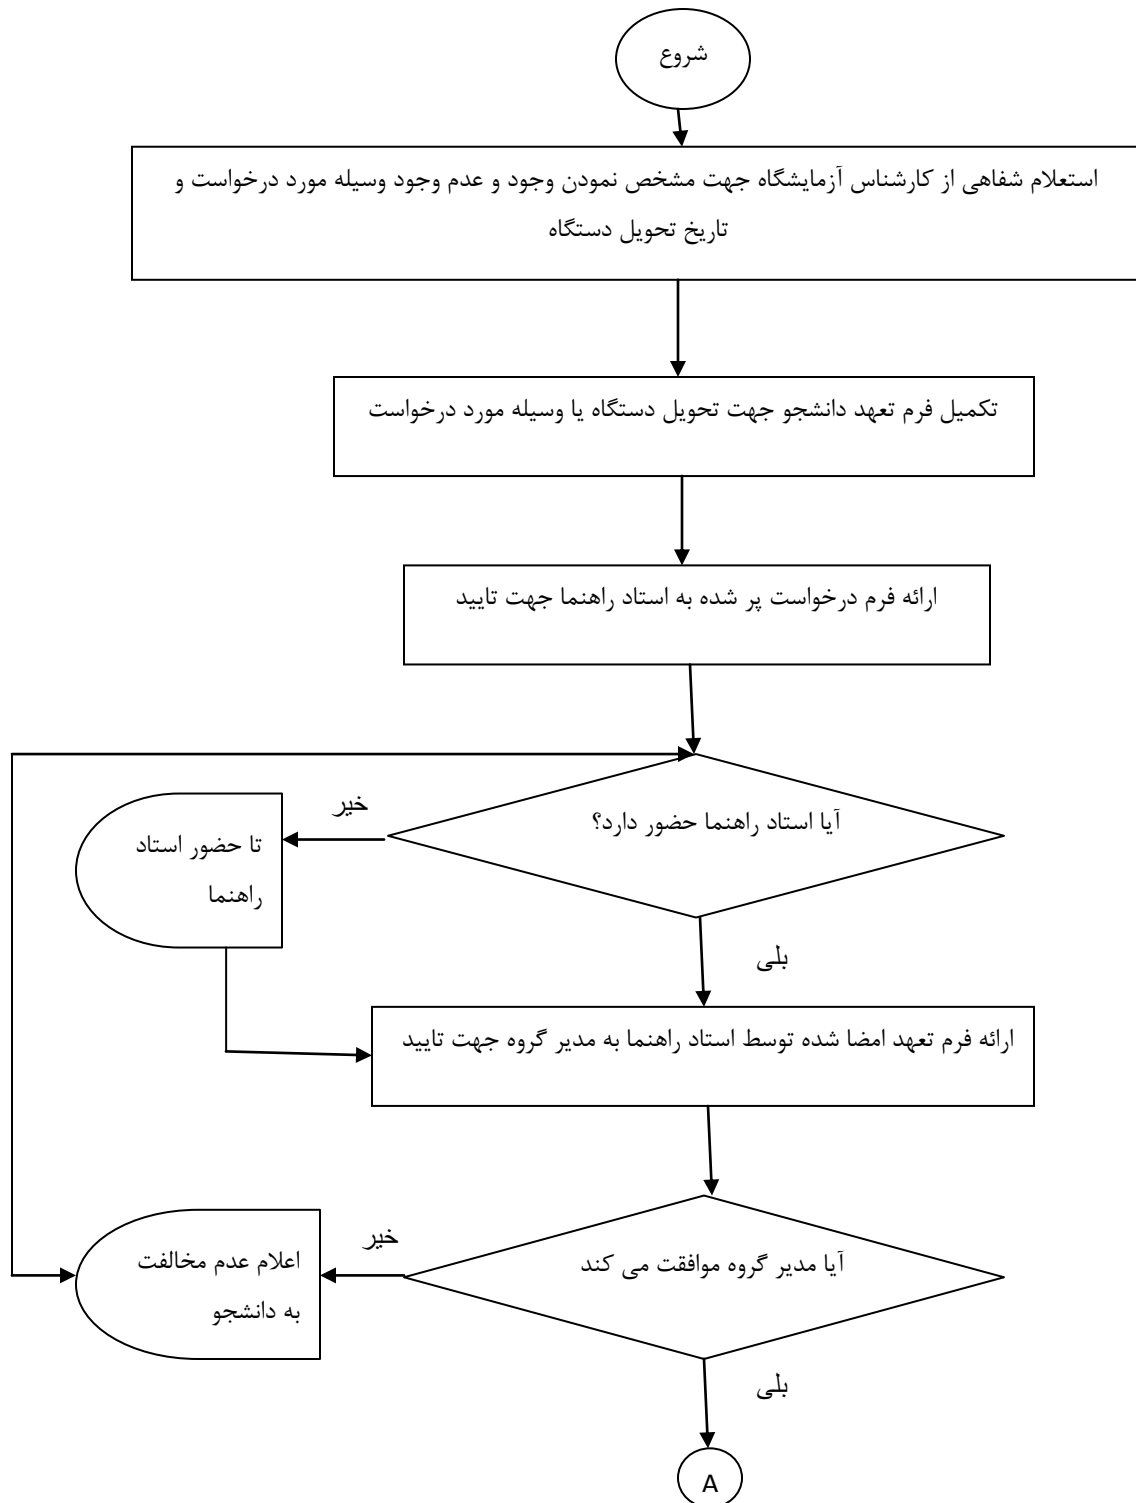 شروع
استعلام شفاهی از کارشناس آزمایشگاه جهت مشخص نمودن وجود و عدم وجود وسیله مورد درخواست و
تاریخ تحویل دستگاه
تکمیل فرم تعهد دانشجو جهت تحویل دستگاه یا وسیله مورد درخواست
ارائه فرم درخواست پر شده به استاد راهنما جهت تایید
آیا استاد راهنما حضور دارد؟
خیر
تا حضور استاد
راهنما
بلی
ارائه فرم تعهد امضا شده توسط استاد راهنما به مدیر گروه جهت تایید
آیا مدیر گروه موافقت می کند
خیر
اعلام عدم مخالفت
به دانشجو
بلی
A